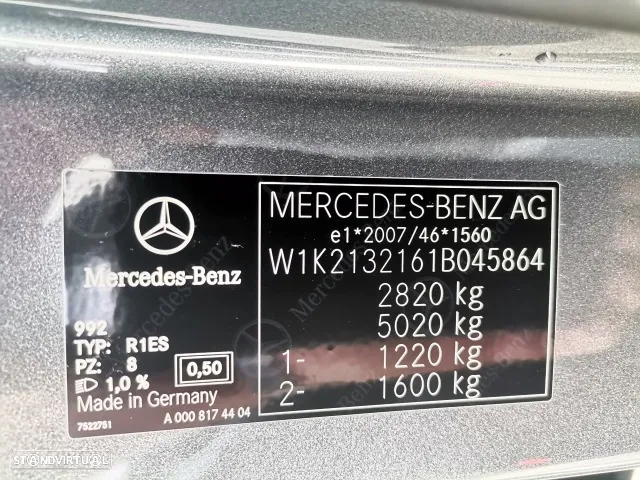 MERCEDES-BENZ AG
e1*2007/46*1560
W1K2132161B045864
2820 kg
5020 kg
1- 1220 kg
2- 1600 kg
Mercedes-Benz
992
TYP: R1ES
PZ: 8
1,0 %
0,50
Made in Germany
7522751
A 000 817 44 04
STANDVIRTUAL